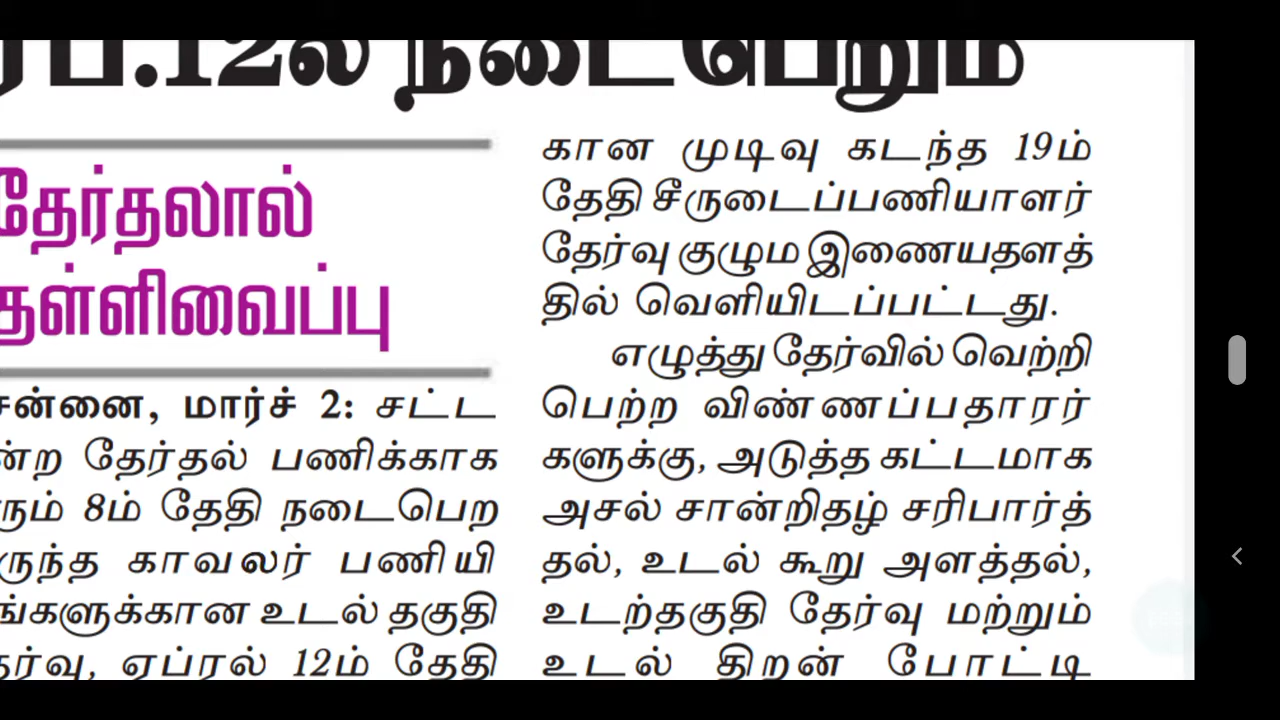 நடைபெறும்
தேர்தலால்
தள்ளிவைப்பு
மார்ச் 2: சட்ட
தேர்தல் பணிக்காக
8ம் தேதி நடைபெற
காவலர் பணியி
உடல் தகுதி
ஏப்ரல் 12ம் தேதி
கான முடிவு கடந்த 19ம்
தேதி சீருடைப்பணியாளர்
தேர்வு குழும இணையதளத்
தில் வெளியிடப்பட்டது.
எழுத்து தேர்வில் வெற்றி
பெற்ற விண்ணப்பதாரர்
களுக்கு, அடுத்த கட்டமாக
அசல் சான்றிதழ் சரிபார்த்
தல், உடல் கூறு அளத்தல்,
உடற்தகுதி தேர்வு மற்றும்
உடல் திறன் போட்டி